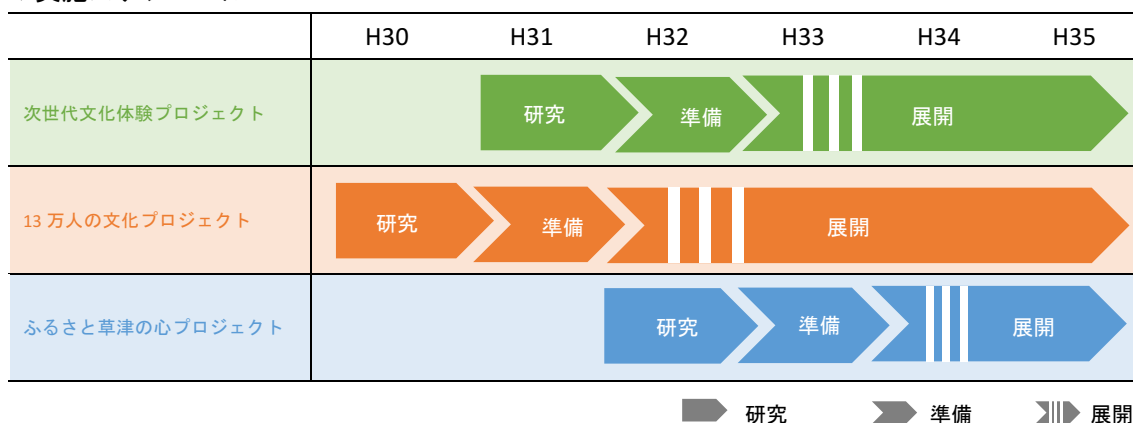 H30 H31 H32 H33 H34 H35
次世代文化体験プロジェクト 研究 準備 展開
13 万人の文化プロジェクト 研究 準備 展開
ふるさと草津の心プロジェクト 研究 準備 展開
研究 準備 展開